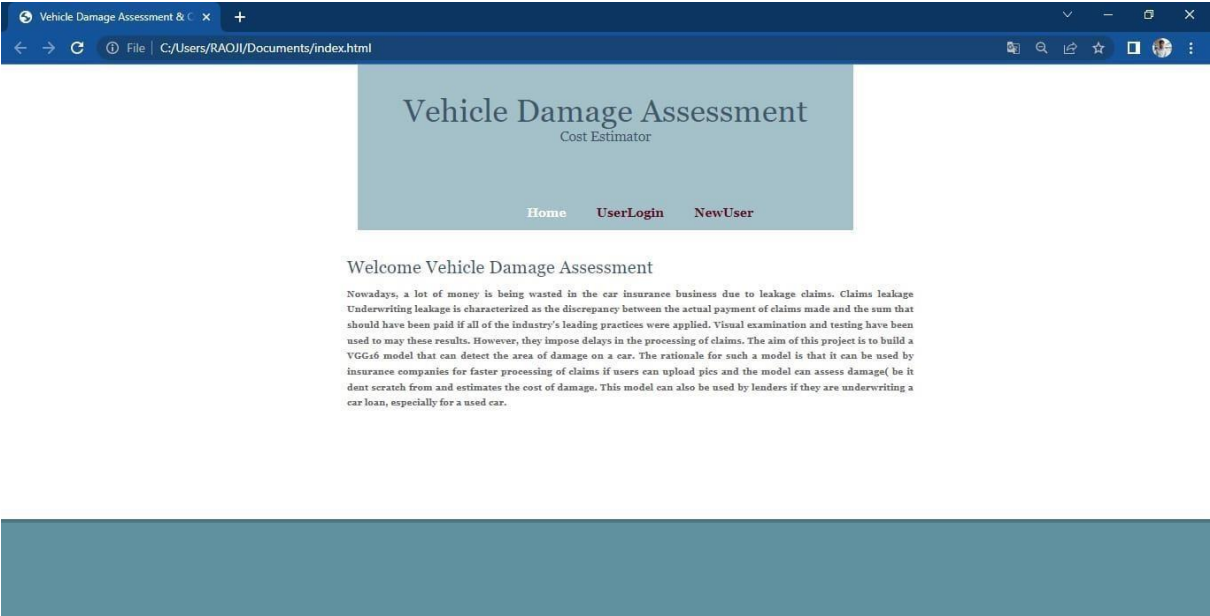 Vehicle Damage Assessment & C
File | C:/Users/RAOJI/Documents/index.html
Vehicle Damage Assessment
Cost Estimator
Home UserLogin NewUser
Welcome Vehicle Damage Assessment
Nowadays, a lot of money is being wasted in the car insurance business due to leakage claims. Claims leakage
Underwriting leakage is characterized as the discrepancy between the actual payment of claims made and the sum that
should have been paid if all of the industry's leading practices were applied. Visual examination and testing have been
used to may these results. However, they impose delays in the processing of claims. The aim of this project is to build a
VGG16 model that can detect the area of damage on a car. The rationale for such a model is that it can be used by
insurance companies for faster processing of claims if users can upload pics and the model can assess damage( be it
dent scratch from and estimates the cost of damage. This model can also be used by lenders if they are underwriting a
car loan, especially for a used car.